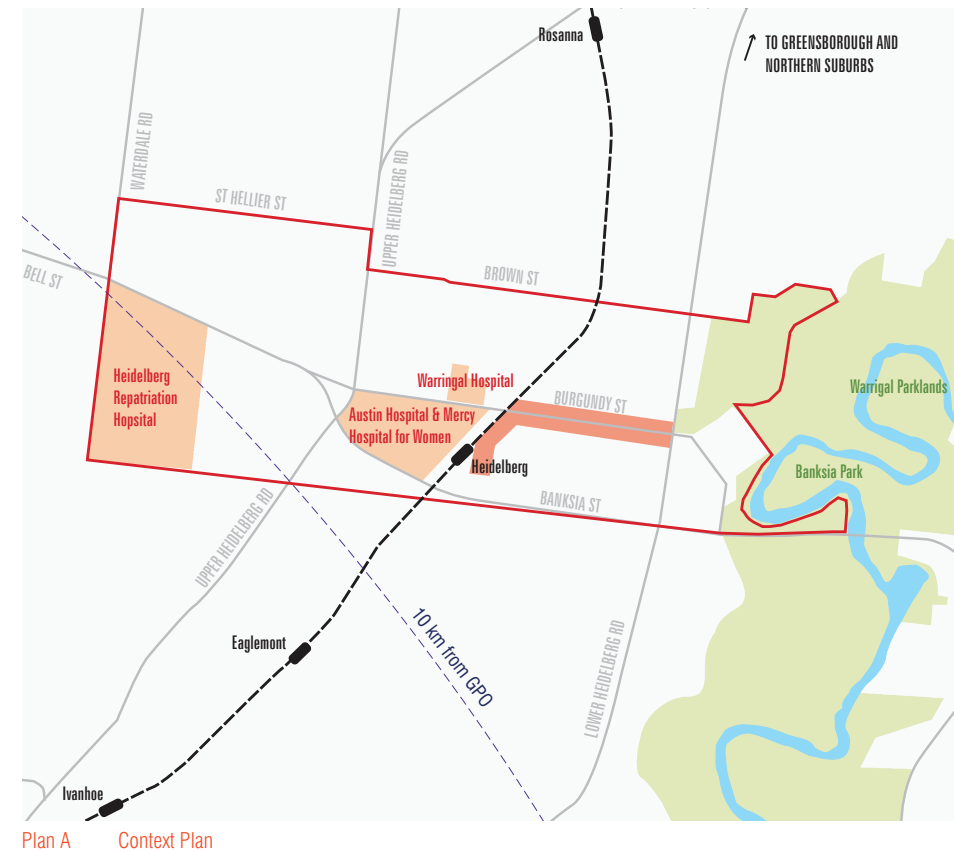 Rosanna
TO GREENSBOROUGH AND
NORTHERN SUBURBS
WATERDALE RD
ST HELLIER ST
UPPER HEIDELBERG RD
BELL ST
BROWN ST
Heidelberg
Repatriation
Hopsital
Warringal Hospital
BURGUNDY ST
Warrigal Parklands
Austin Hospital & Mercy
Hospital for Women
Heidelberg
Banksia Park
BANKSIA ST
UPPER HEIDELBERG RD
10 km from GPO
Eaglemont
LOWER HEIDELBERG RD
Ivanhoe
Plan A Context Plan